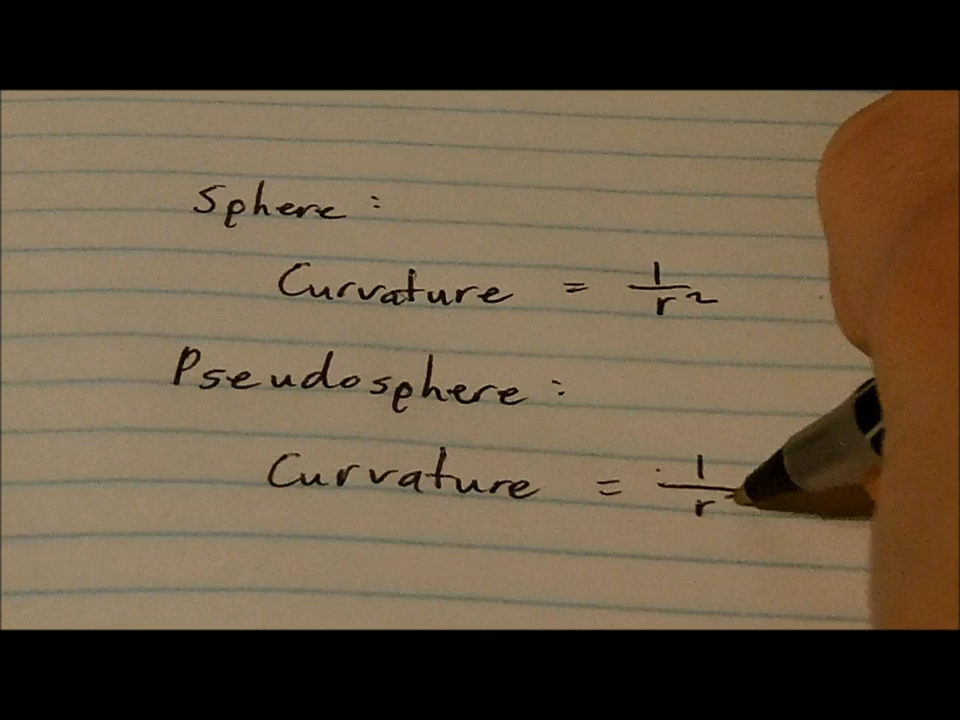 Sphere :
Curvature = 1/r²
Pseudosphere :
Curvature = 1/r